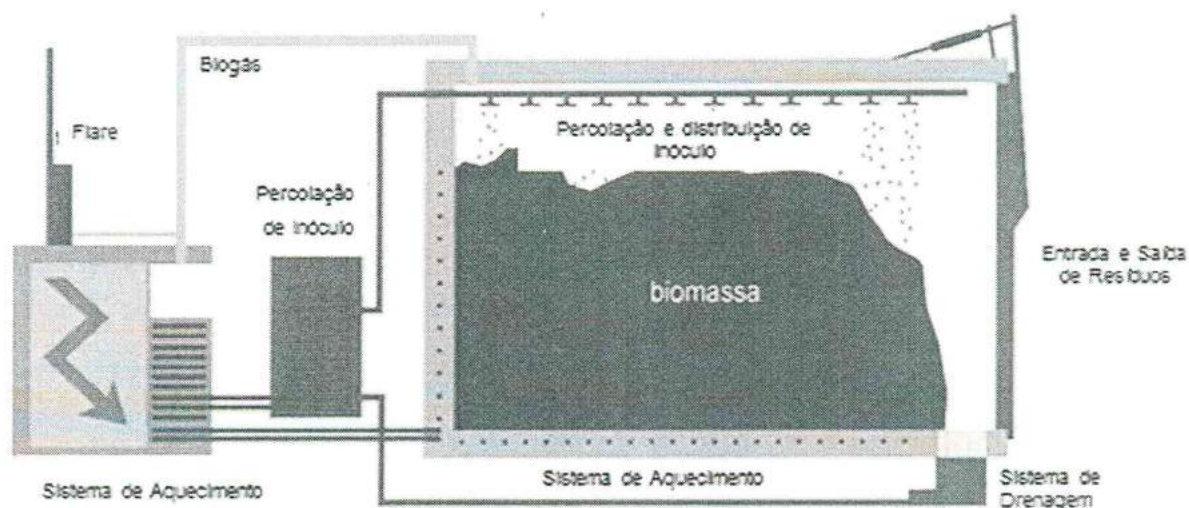 Biogás
Flare
Percolação e distribuição de
inóculo
Percolação
de inóculo
biomassa
Entrada e Saída
de Resíduos
Sistema de Aquecimento
Sistema de Aquecimento
Sistema de
Drenagem